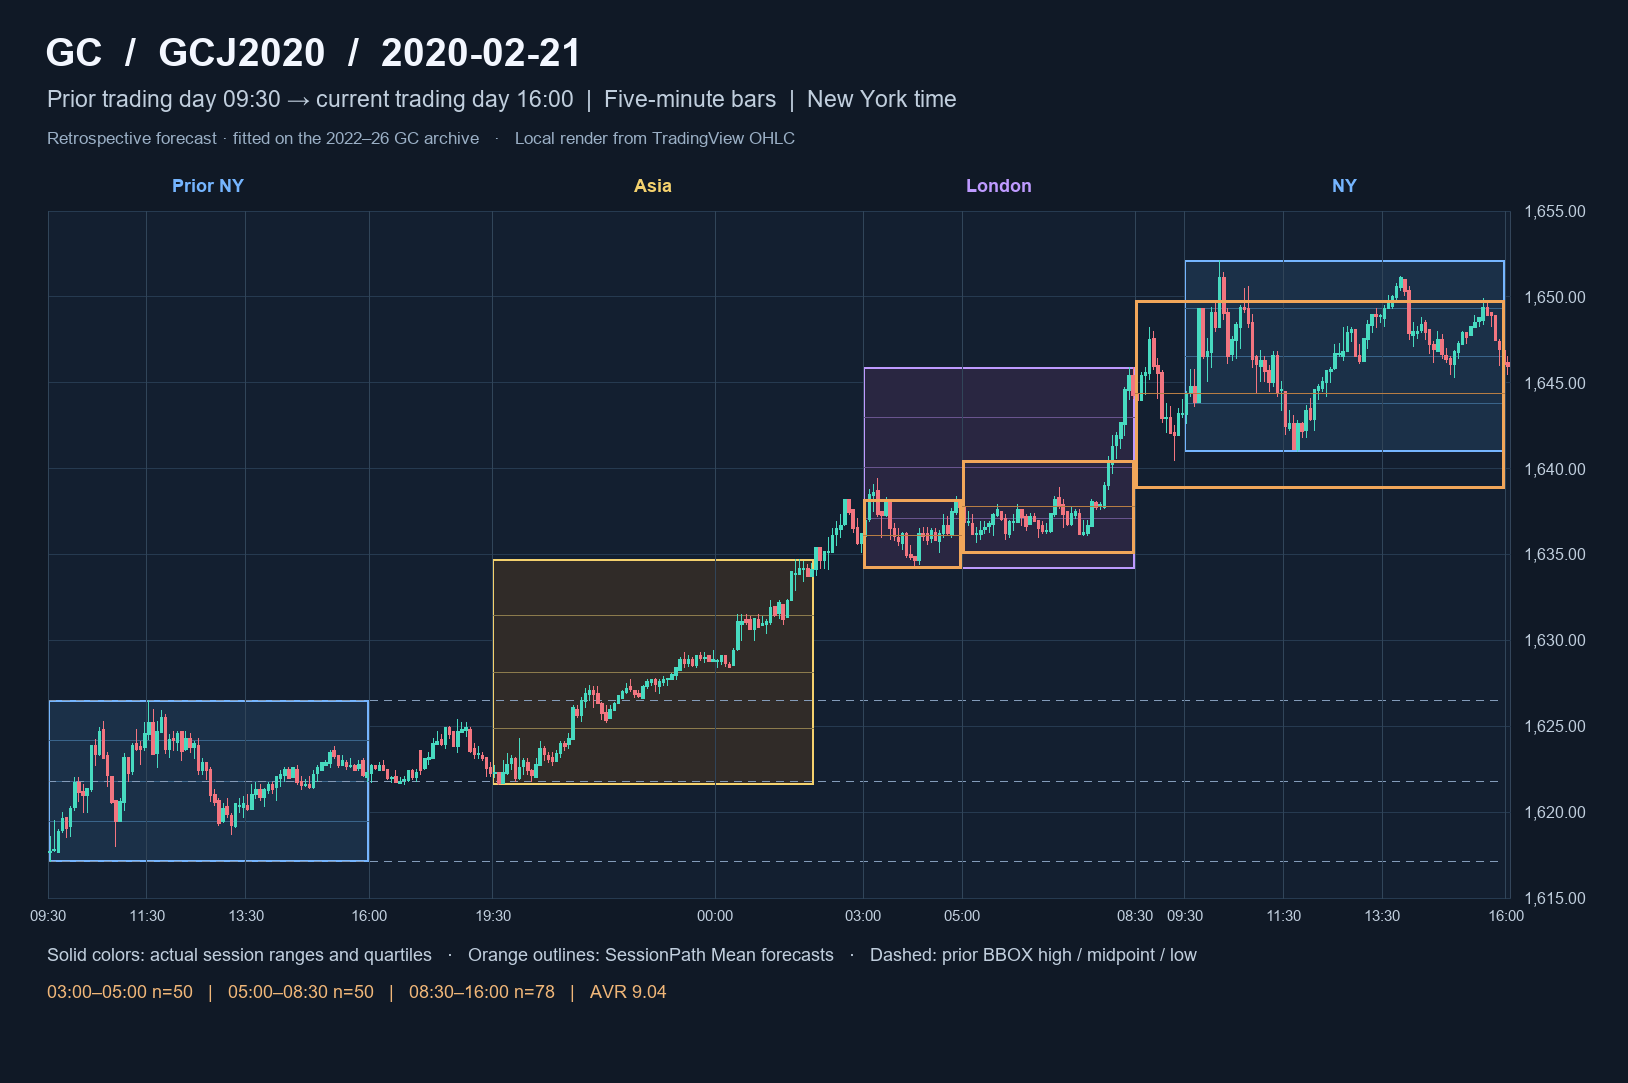 GC / GCJ2020 / 2020-02-21
Prior trading day 09:30 → current trading day 16:00 | Five-minute bars | New York time
Retrospective forecast · fitted on the 2022–26 GC archive · Local render from TradingView OHLC
Prior NY Asia London NY
1,655.00
1,650.00
1,645.00
1,640.00
1,635.00
1,630.00
1,625.00
1,620.00
1,615.00
09:30 11:30 13:30 16:00 19:30 00:00 03:00 05:00 08:30 09:30 11:30 13:30 16:00
Solid colors: actual session ranges and quartiles · Orange outlines: SessionPath Mean forecasts · Dashed: prior BBOX high / midpoint / low
03:00–05:00 n=50 | 05:00–08:30 n=50 | 08:30–16:00 n=78 | AVR 9.04